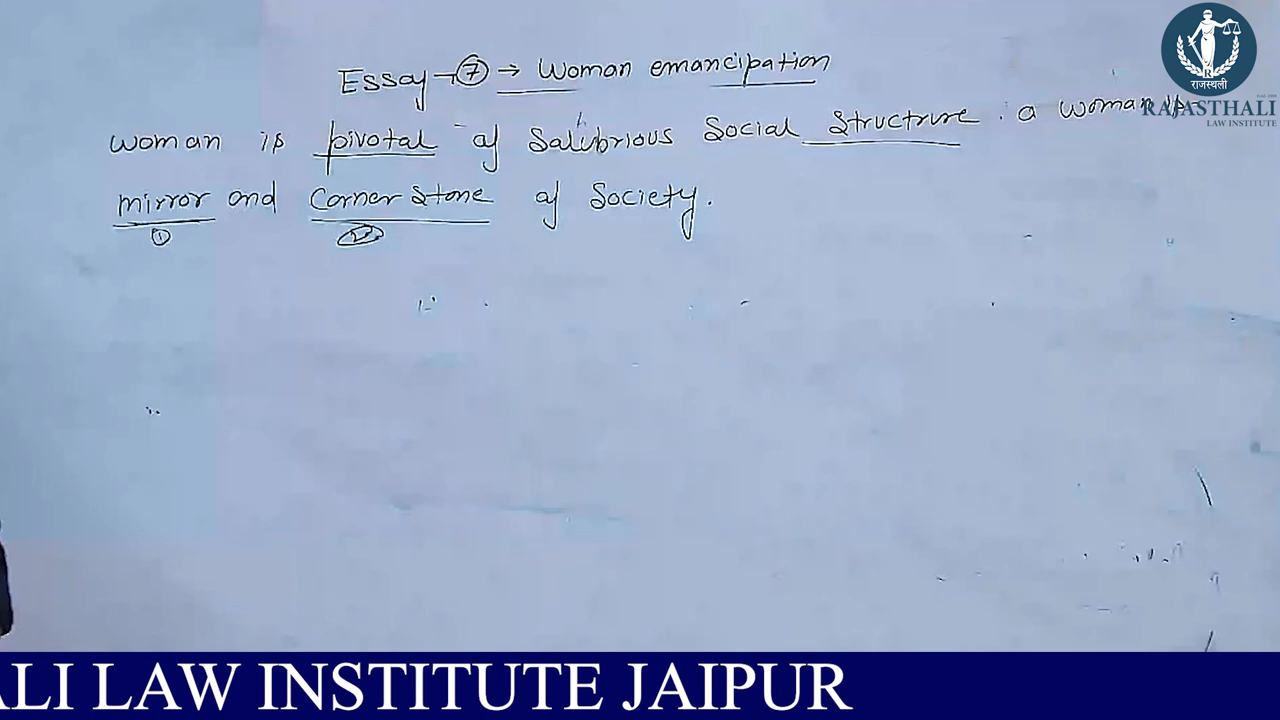 Essay → 7 → Woman emancipation
woman is pivotal of Salibrious Social Structure. a woman is
mirror and Corner Stone of Society.
राजस्थली
RAJASTHALI
LAW INSTITUTE
ALI LAW INSTITUTE JAIPUR